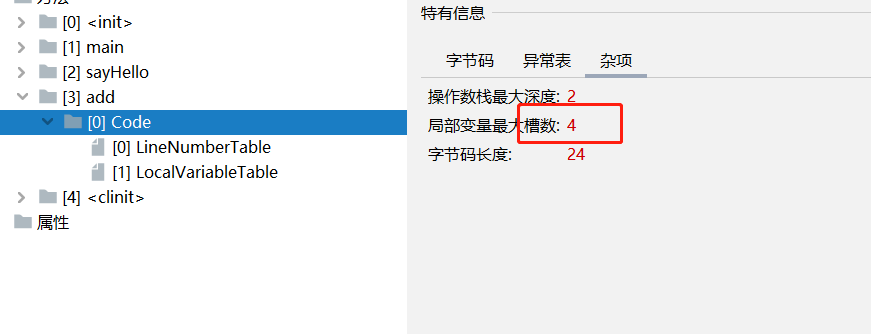 [0] <init>
[1] main
[2] sayHello
[3] add
[0] Code
[0] LineNumberTable
[1] LocalVariableTable
[4] <clinit>
属性
特有信息
字节码 异常表 杂项
操作数栈最大深度: 2
局部变量最大槽数: 4
字节码长度: 24